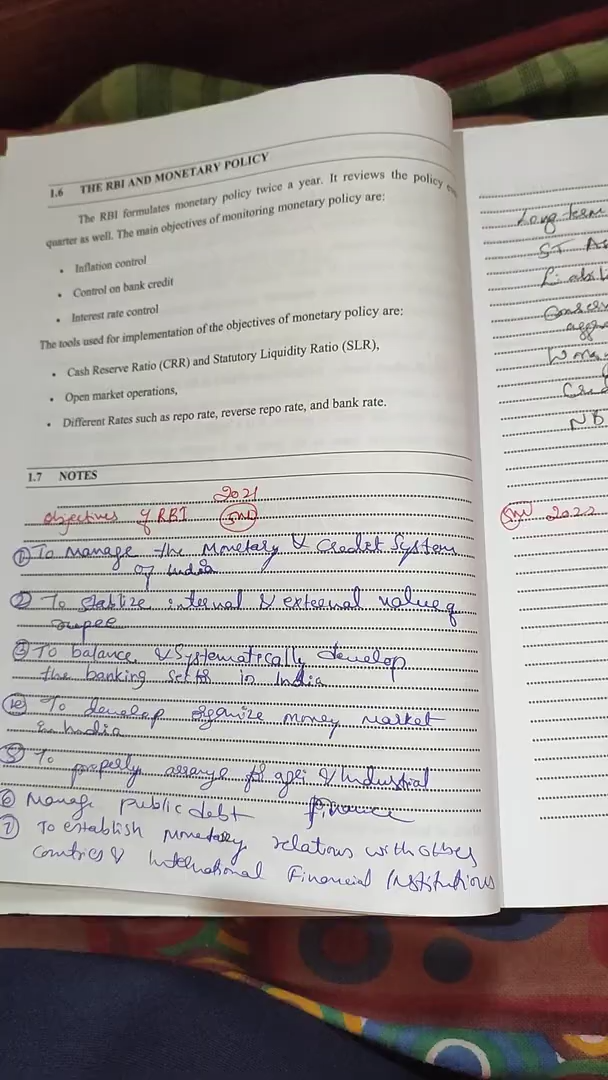 1.6 THE RBI AND MONETARY POLICY
The RBI formulates monetary policy twice a year. It reviews the policy
quarter as well. The main objectives of monitoring monetary policy are:
• Inflation control
• Control on bank credit
• Interest rate control
The tools used for implementation of the objectives of monetary policy are:
• Cash Reserve Ratio (CRR) and Statutory Liquidity Ratio (SLR),
• Open market operations,
• Different Rates such as repo rate, reverse repo rate, and bank rate.
1.7 NOTES
2021
Objectives of RBI 5M
① To Manage the Monetary & Credit System
of India
② To stablize internal & external value of
rupee
③ To balance & Systematically develop
the banking sector in India
④ To develop organize money market
in India
⑤ To properly arrange for agri & Industrial
finance
⑥ Manage public debt
⑦ To establish Monetary relations with other
Countries & International Financial Institutions
Long term
ST
NB
5M 2022